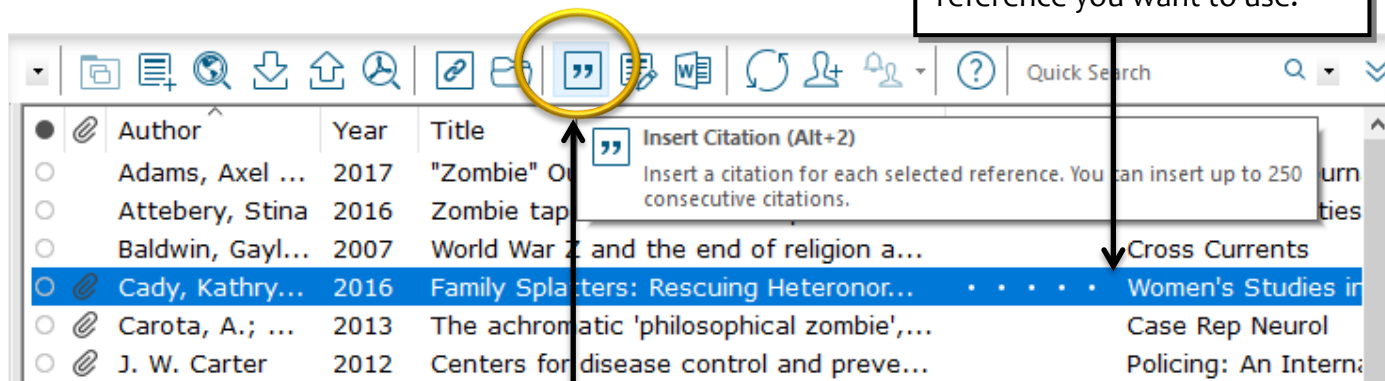 reference you want to use.
Quick Search
Author Year Title
Insert Citation (Alt+2)
Insert a citation for each selected reference. You can insert up to 250
consecutive citations.
Adams, Axel ... 2017 "Zombie" Ou urn
Attebery, Stina 2016 Zombie tap ties
Baldwin, Gayl... 2007 World War Z and the end of religion a... Cross Currents
Cady, Kathry... 2016 Family Splatters: Rescuing Heteronor... Women's Studies in
Carota, A.; ... 2013 The achromatic 'philosophical zombie',... Case Rep Neurol
J. W. Carter 2012 Centers for disease control and preve... Policing: An Interna